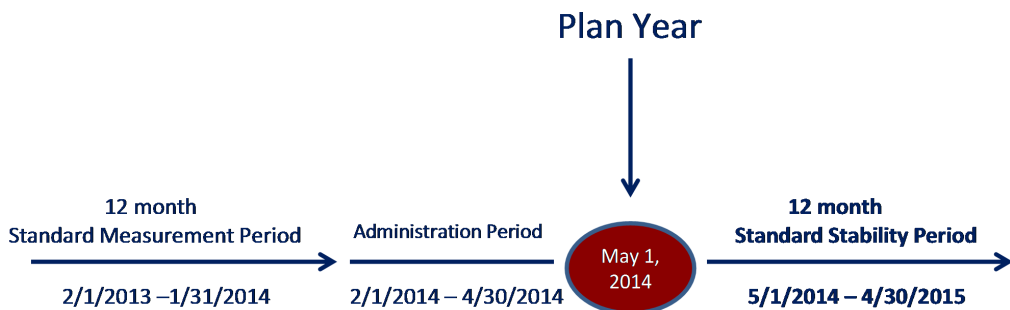 Plan Year
12 month
Standard Measurement Period
2/1/2013 –1/31/2014
Administration Period
2/1/2014 – 4/30/2014
May 1,
2014
12 month
Standard Stability Period
5/1/2014 – 4/30/2015